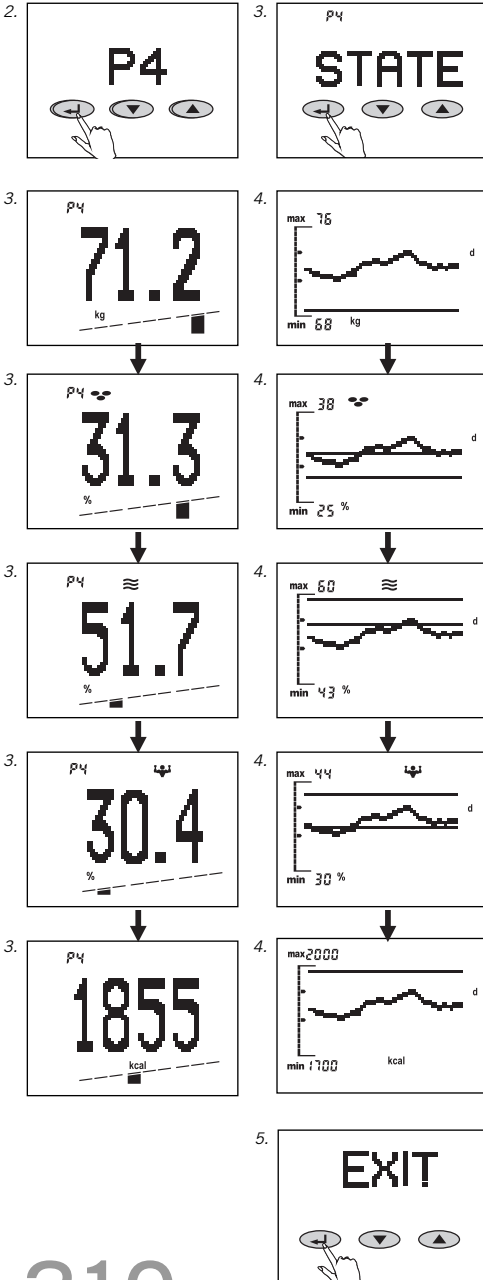 2.
P4
3.
P4
STATE
3.
P4
71.2
kg
4.
max 76
d
min 68 kg
3.
P4
31.3
%
4.
max 38
d
min 25 %
3.
P4
51.7
%
4.
max 60
d
min 43 %
3.
P4
30.4
%
4.
max 44
d
min 30 %
3.
P4
1855
kcal
4.
max 2000
d
min 1700 kcal
5.
EXIT